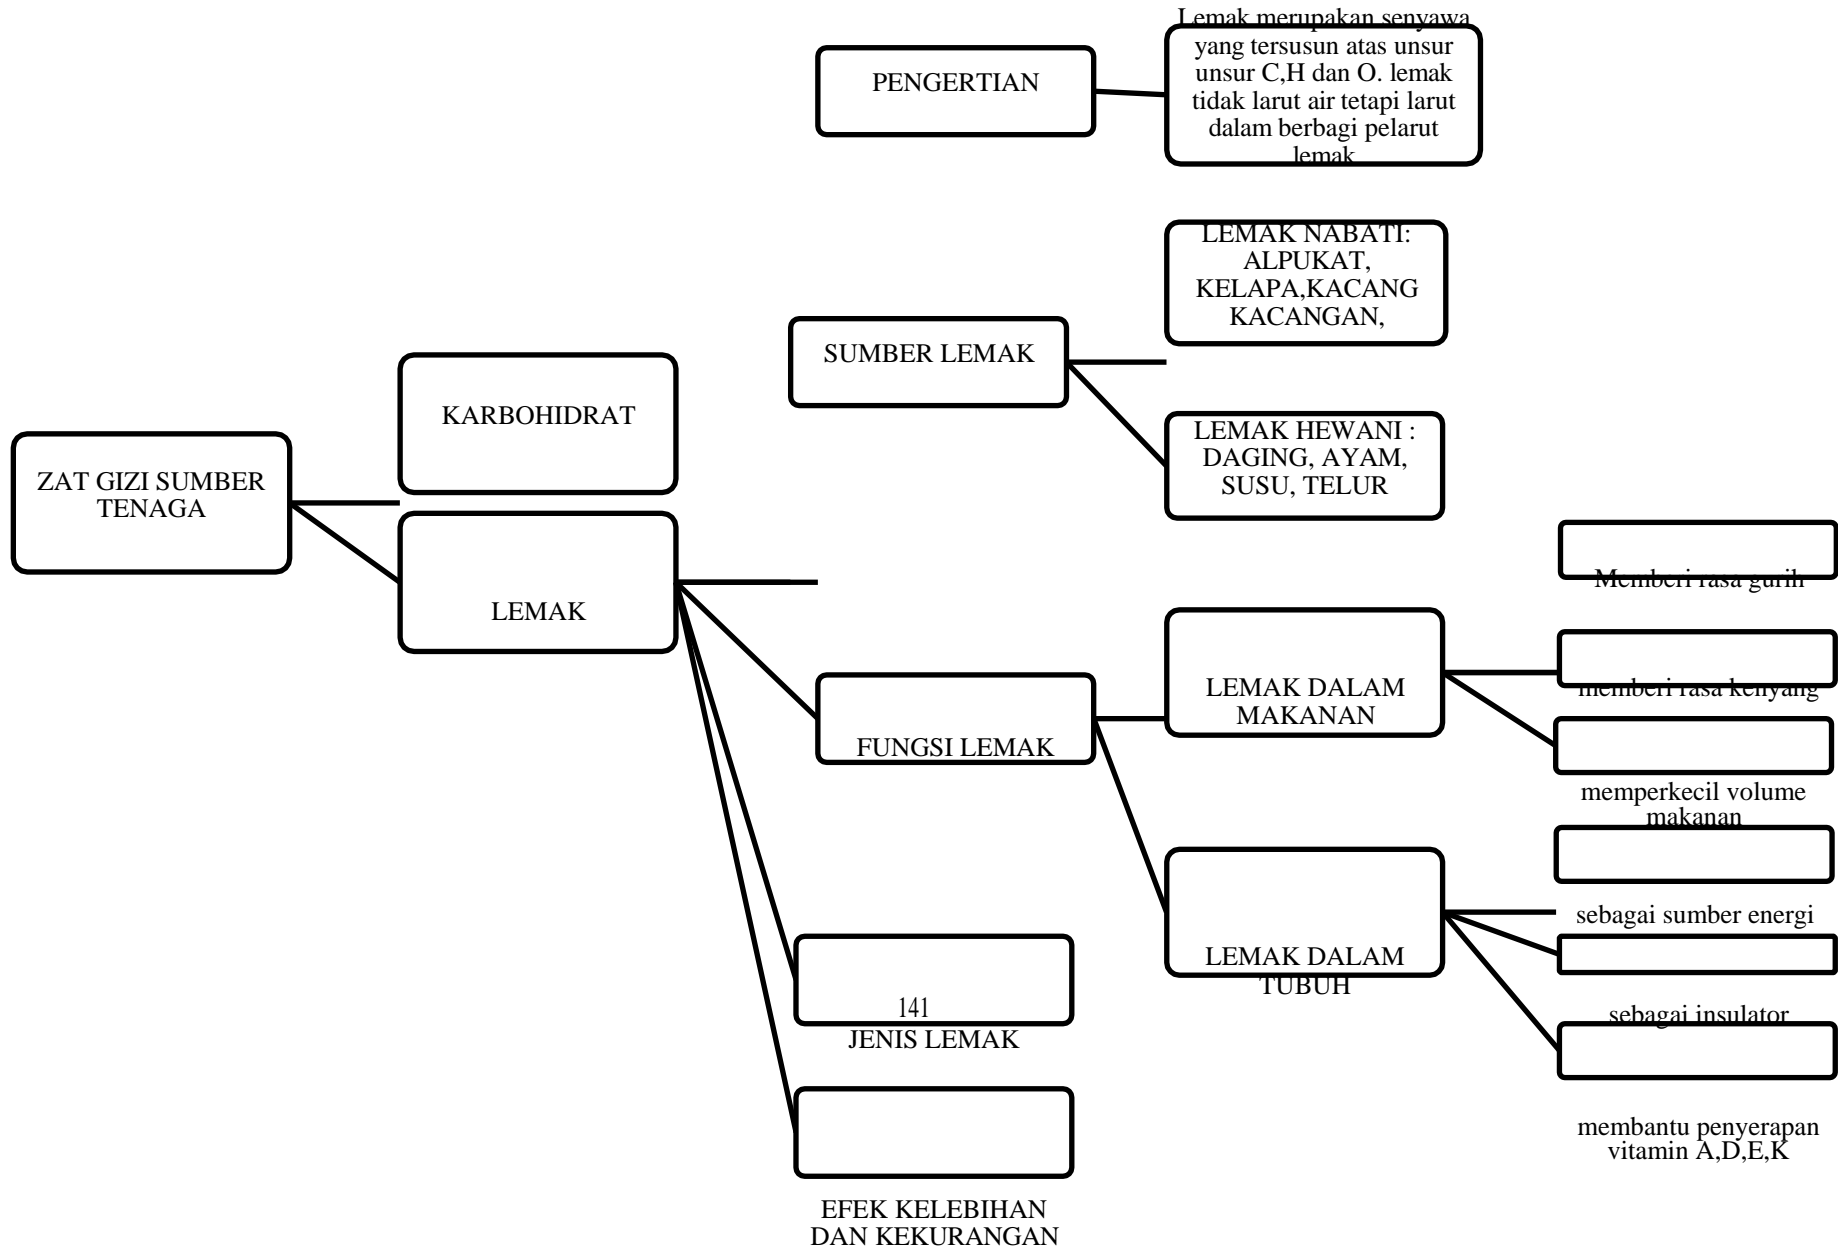 Lemak merupakan senyawa
yang tersusun atas unsur
unsur C,H dan O. lemak
tidak larut air tetapi larut
dalam berbagi pelarut
lemak
PENGERTIAN
LEMAK NABATI:
ALPUKAT,
KELAPA,KACANG
KACANGAN,
SUMBER LEMAK
KARBOHIDRAT
LEMAK HEWANI :
DAGING, AYAM,
SUSU, TELUR
ZAT GIZI SUMBER
TENAGA
LEMAK
Memberi rasa gurih
LEMAK DALAM
MAKANAN
memberi rasa kenyang
FUNGSI LEMAK
memperkecil volume
makanan
sebagai sumber energi
LEMAK DALAM
TUBUH
141
JENIS LEMAK
sebagai insulator
membantu penyerapan
vitamin A,D,E,K
EFEK KELEBIHAN
DAN KEKURANGAN